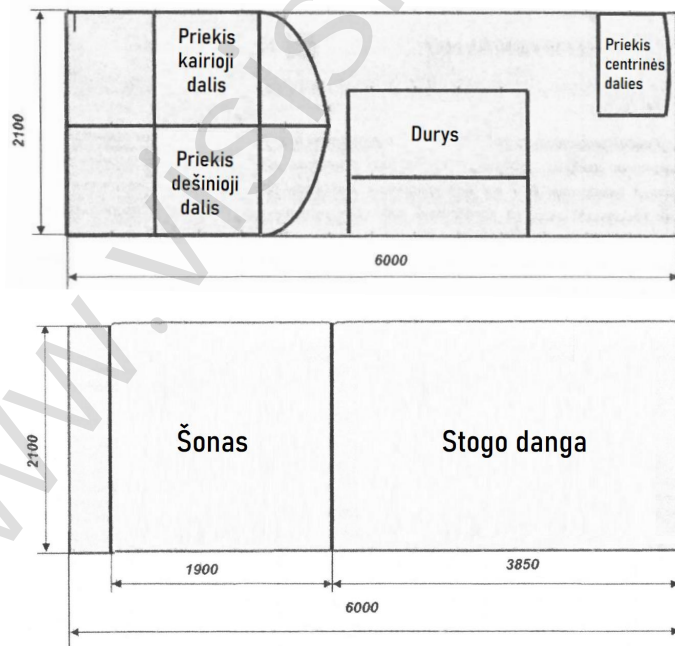 Priekis
kairioji
dalis
Priekis
centrinės
dalies
Durys
Priekis
dešinioji
dalis
2100
6000
Šonas
Stogo danga
2100
1900
3850
6000